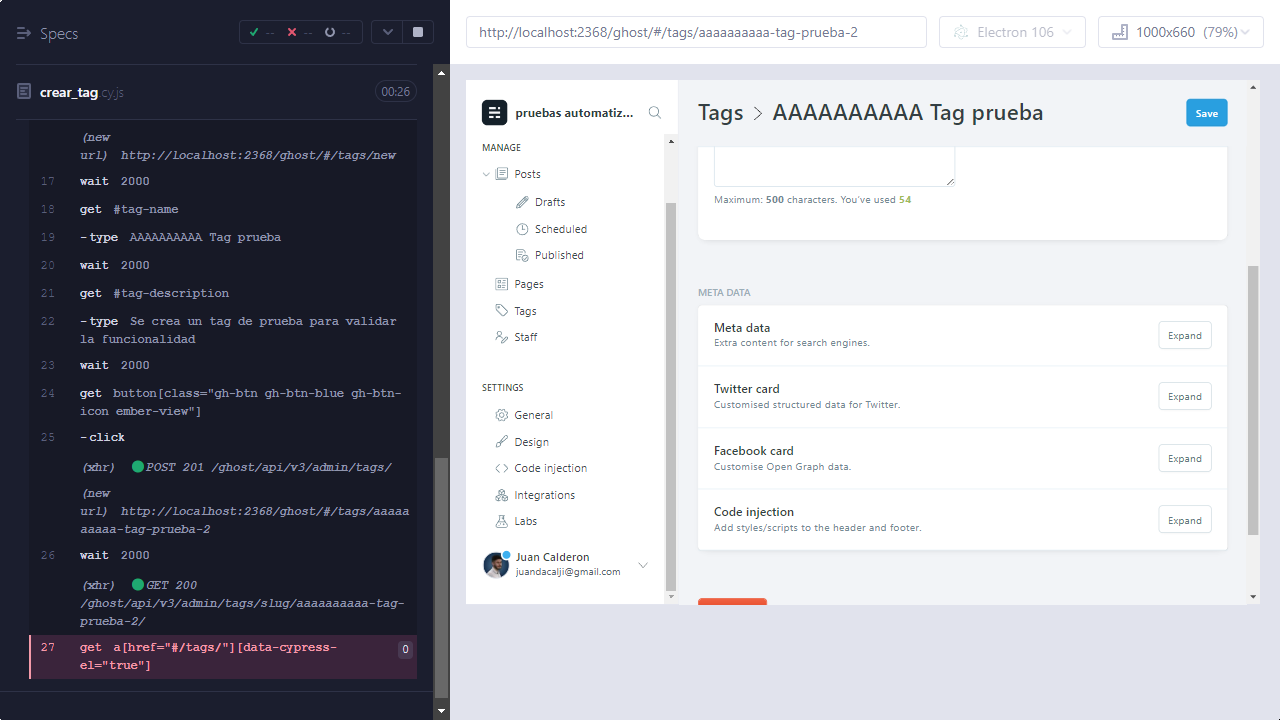 Specs
-- -- --
crear_tag.cy.js 00:26
(new
url) http://localhost:2368/ghost/#/tags/new
17 wait 2000
18 get #tag-name
19 -type AAAAAAAAAA Tag prueba
20 wait 2000
21 get #tag-description
22 -type Se crea un tag de prueba para validar
la funcionalidad
23 wait 2000
24 get button[class="gh-btn gh-btn-blue gh-btn-
icon ember-view"]
25 -click
(xhr) POST 201 /ghost/api/v3/admin/tags/
(new
url) http://localhost:2368/ghost/#/tags/aaaaa
aaaaa-tag-prueba-2
26 wait 2000
(xhr) GET 200
/ghost/api/v3/admin/tags/slug/aaaaaaaaaa-tag-
prueba-2/
27 get a[href="#/tags/"][data-cypress-
el="true"] 0
http://localhost:2368/ghost/#/tags/aaaaaaaaaa-tag-prueba-2
Electron 106
1000x660 (79%)
pruebas automatiz...
MANAGE
Posts
Drafts
Scheduled
Published
Pages
Tags
Staff
SETTINGS
General
Design
Code injection
Integrations
Labs
Juan Calderon
juandacalji@gmail.com
Tags > AAAAAAAAAA Tag prueba
Save
Maximum: 500 characters. You've used 54
META DATA
Meta data
Extra content for search engines.
Expand
Twitter card
Customised structured data for Twitter.
Expand
Facebook card
Customise Open Graph data.
Expand
Code injection
Add styles/scripts to the header and footer.
Expand